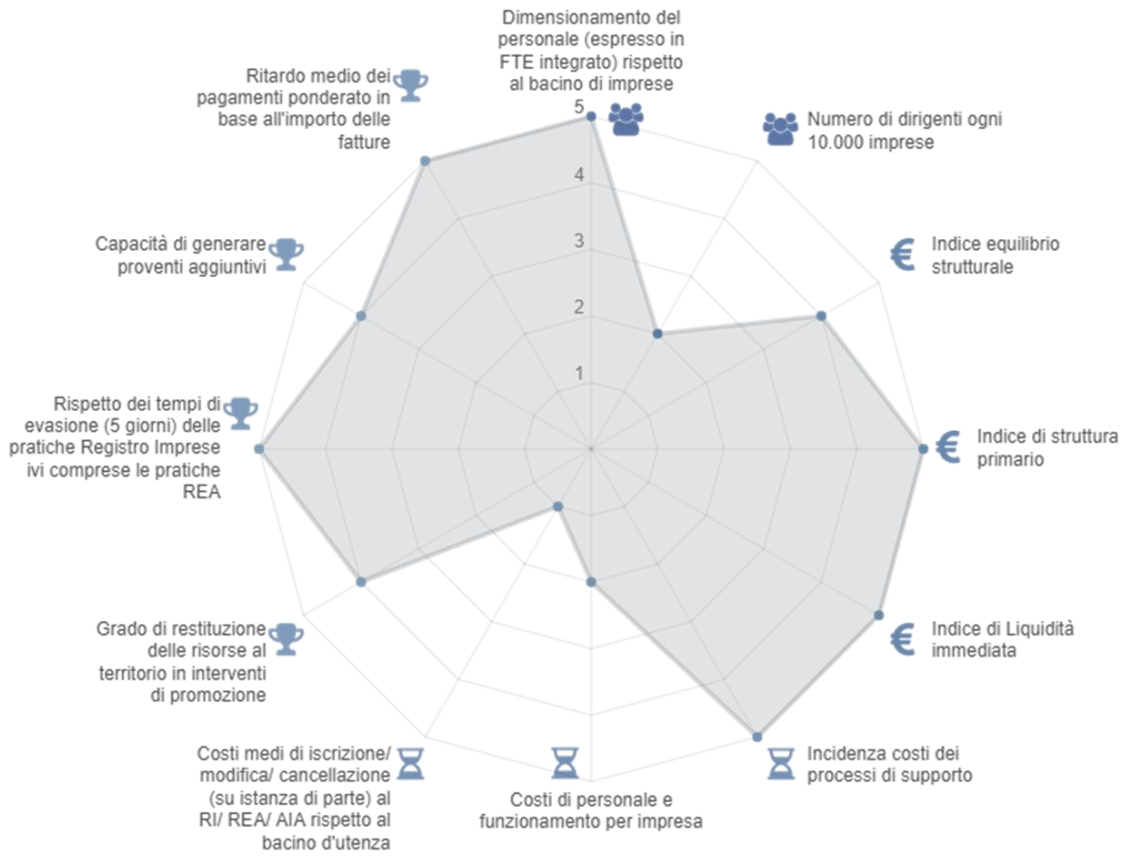 Dimensionamento del
personale (espresso in
FTE integrato) rispetto
al bacino di imprese
Ritardo medio dei
pagamenti ponderato in
base all'importo delle
fatture
Numero di dirigenti ogni
10.000 imprese
Capacità di generare
proventi aggiuntivi
Indice equilibrio
strutturale
5
4
3
2
1
Rispetto dei tempi di
evasione (5 giorni) delle
pratiche Registro Imprese
ivi comprese le pratiche
REA
Indice di struttura
primario
Grado di restituzione
delle risorse al
territorio in interventi
di promozione
Indice di Liquidità
immediata
Costi medi di iscrizione/
modifica/ cancellazione
(su istanza di parte) al
RI/ REA/ AIA rispetto al
bacino d'utenza
Costi di personale e
funzionamento per impresa
Incidenza costi dei
processi di supporto